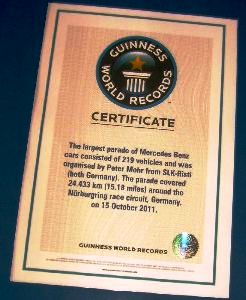 GUINNESS
WORLD RECORDS
CERTIFICATE
The largest parade of Mercedes Benz
cars consisted of 219 vehicles and was
organised by Peter Mohr from SLK-Risti
(both Germany). The parade covered
24.433 km (15.18 miles) around the
Nürburgring race circuit, Germany,
on 15 October 2011.
GUINNESS WORLD RECORDS